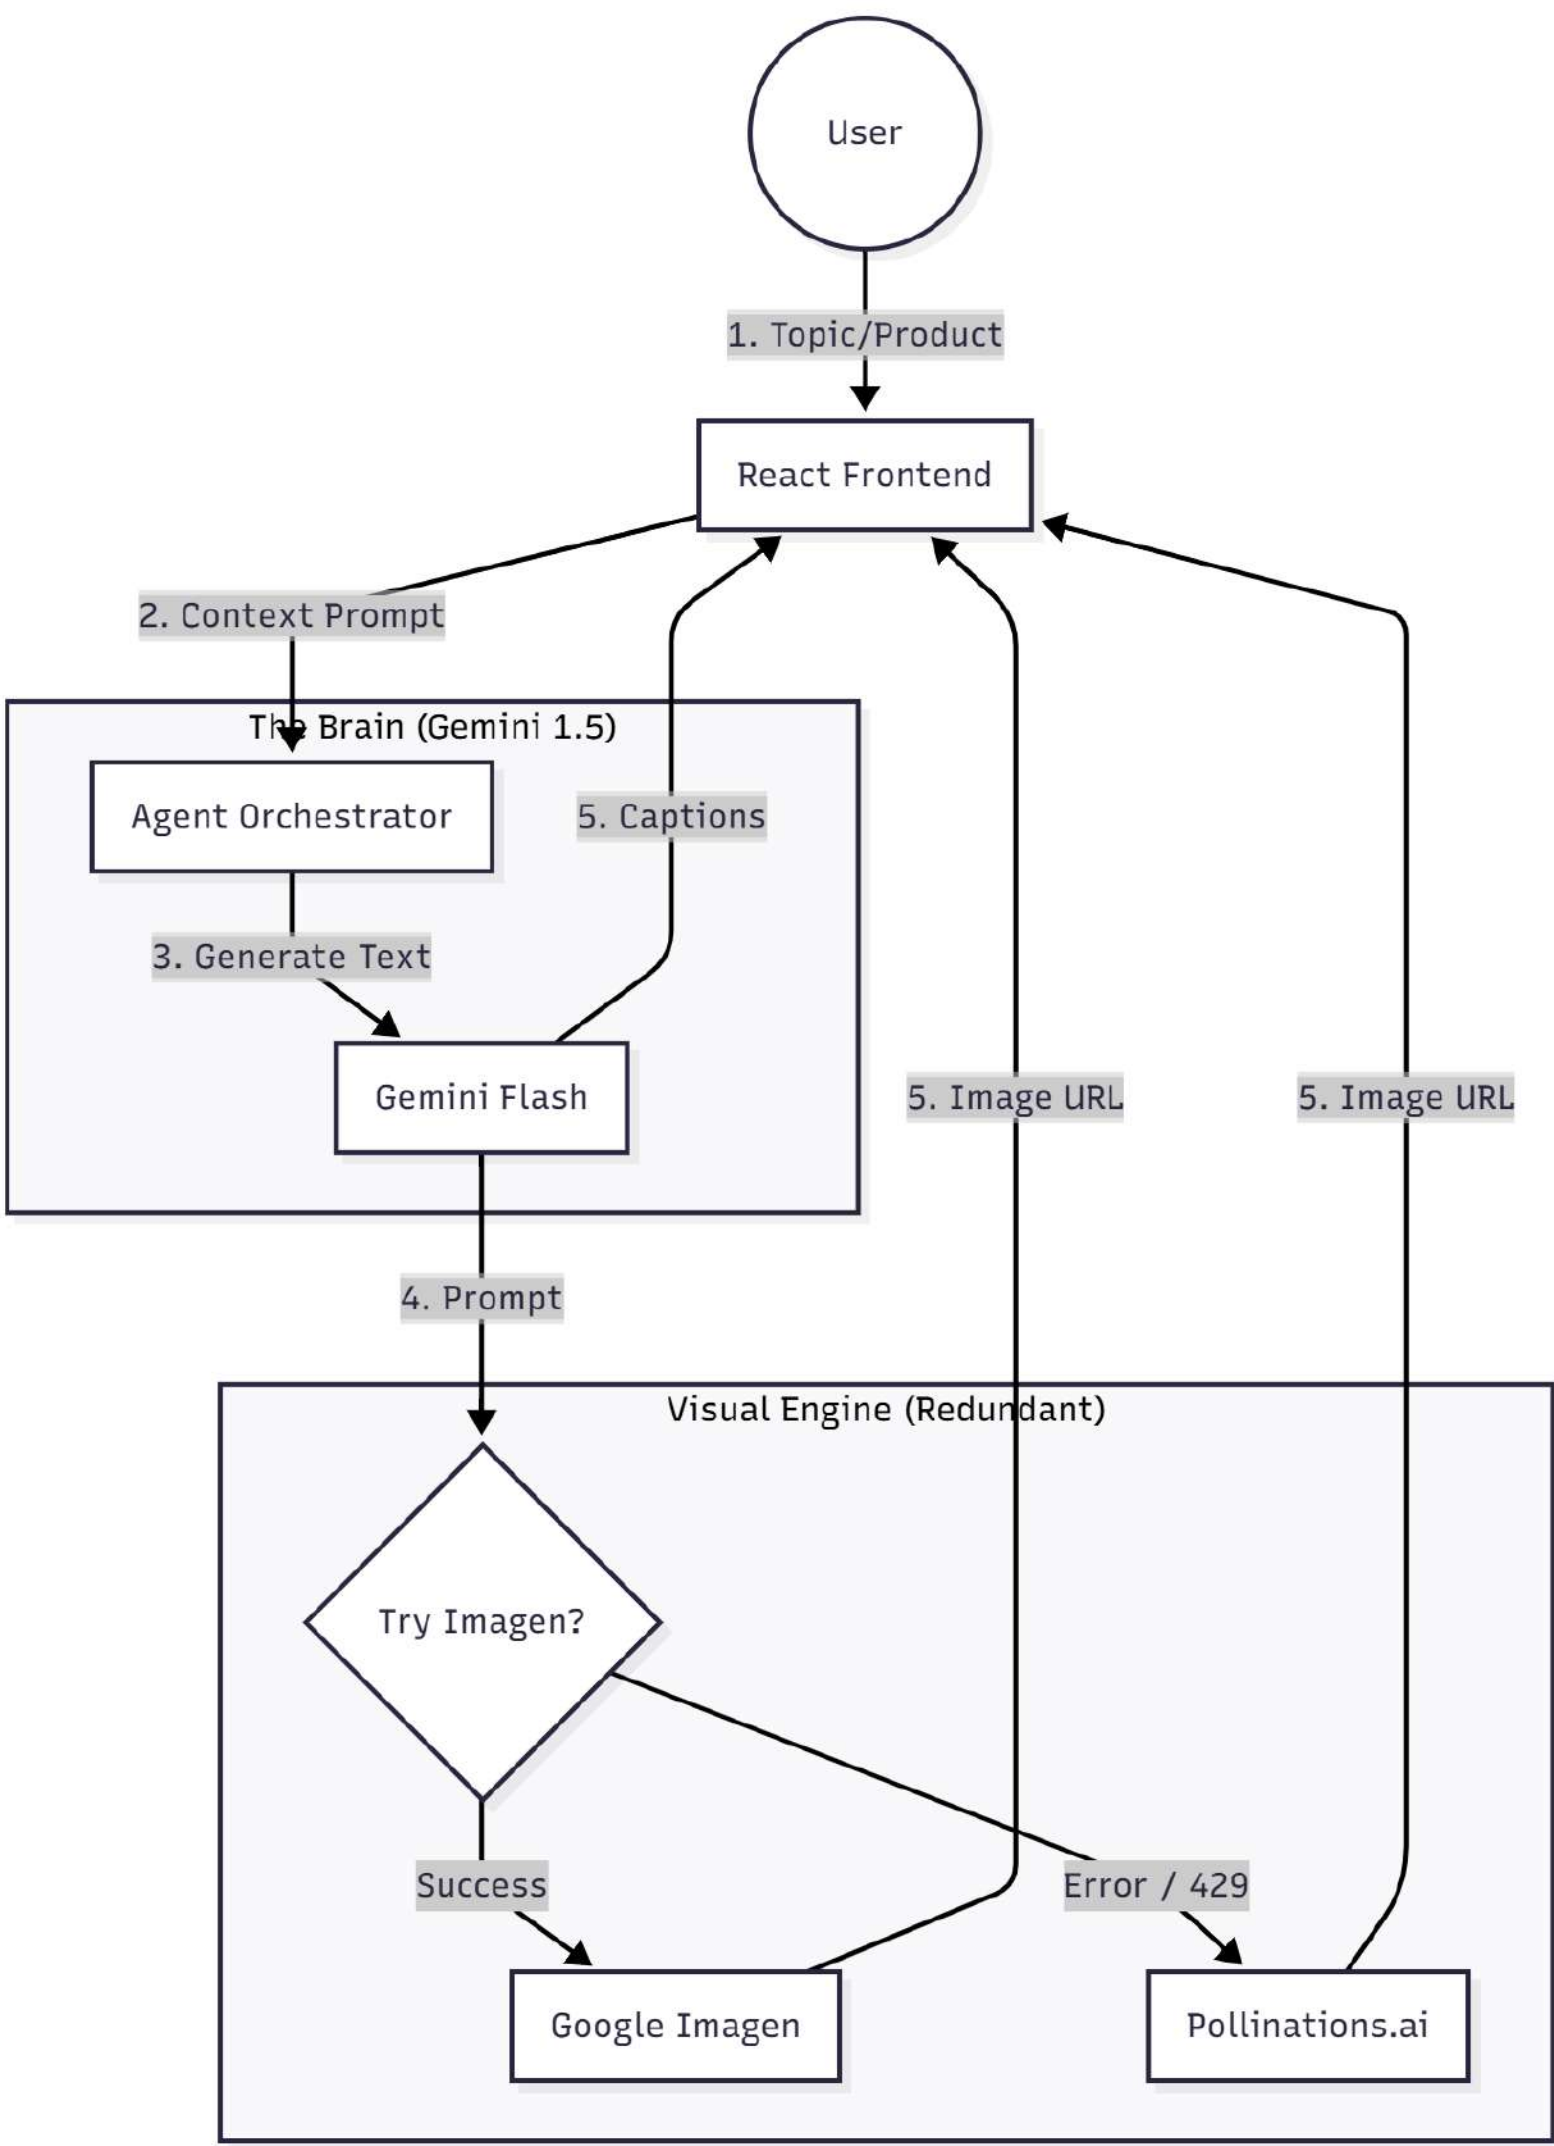 User
1. Topic/Product
React Frontend
2. Context Prompt
The Brain (Gemini 1.5)
Agent Orchestrator
5. Captions
3. Generate Text
Gemini Flash
5. Image URL
5. Image URL
4. Prompt
Visual Engine (Redundant)
Try Imagen?
Success
Error / 429
Google Imagen
Pollinations.ai